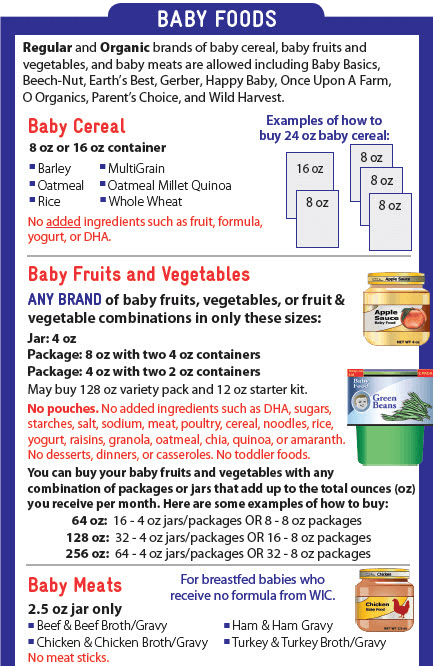 BABY FOODS
Regular and Organic brands of baby cereal, baby fruits and
vegetables, and baby meats are allowed including Baby Basics,
Beech-Nut, Earth's Best, Gerber, Happy Baby, Once Upon A Farm,
O Organics, Parent's Choice, and Wild Harvest.
Baby Cereal
8 oz or 16 oz container
▪ Barley
▪ Oatmeal
▪ Rice
▪ MultiGrain
▪ Oatmeal Millet Quinoa
▪ Whole Wheat
No added ingredients such as fruit, formula,
yogurt, or DHA.
Examples of how to
buy 24 oz baby cereal:
16 oz
8 oz
8 oz
8 oz
8 oz
Baby Fruits and Vegetables
ANY BRAND of baby fruits, vegetables, or fruit &
vegetable combinations in only these sizes:
Jar: 4 oz
Package: 8 oz with two 4 oz containers
Package: 4 oz with two 2 oz containers
May buy 128 oz variety pack and 12 oz starter kit.
Apple Sauce
Apple
Sauce
Baby Food
NET WT 4 oz
Baby
Food
Green
Beans
No pouches. No added ingredients such as DHA, sugars,
starches, salt, sodium, meat, poultry, cereal, noodles, rice,
yogurt, raisins, granola, oatmeal, chia, quinoa, or amaranth.
No desserts, dinners, or casseroles. No toddler foods.
You can buy your baby fruits and vegetables with any
combination of packages or jars that add up to the total ounces (oz)
you receive per month. Here are some examples of how to buy:
64 oz: 16 - 4 oz jars/packages OR 8 - 8 oz packages
128 oz: 32 - 4 oz jars/packages OR 16 - 8 oz packages
256 oz: 64 - 4 oz jars/packages OR 32 - 8 oz packages
Baby Meats
For breastfed babies who
receive no formula from WIC.
2.5 oz jar only
▪ Beef & Beef Broth/Gravy
▪ Chicken & Chicken Broth/Gravy
▪ Ham & Ham Gravy
▪ Turkey & Turkey Broth/Gravy
No meat sticks.
Chicken
Chicken
Baby Food